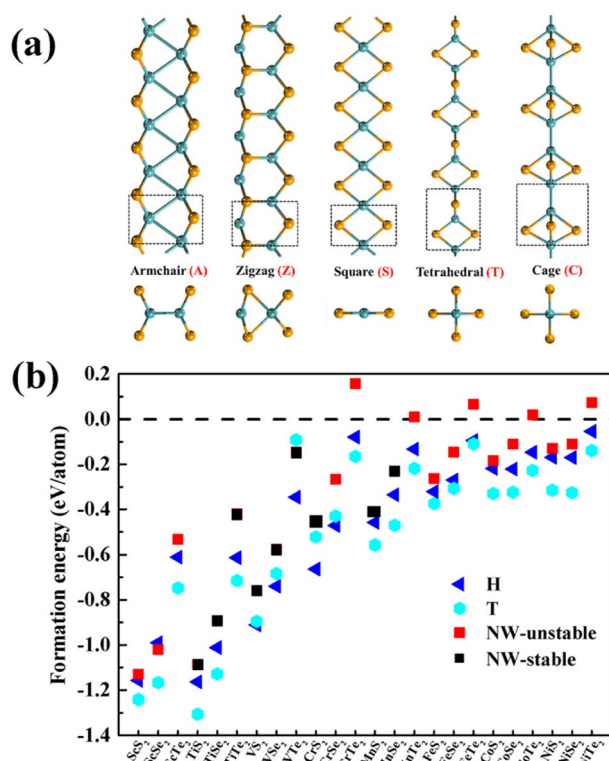 (a)
Armchair (A)
Zigzag (Z)
Square (S)
Tetrahedral (T)
Cage (C)
(b)
Formation energy (eV/atom)
0.2
0.0
-0.2
-0.4
-0.6
-0.8
-1.0
-1.2
-1.4
H
T
NW-unstable
NW-stable
ScS₂
TiS₂
VS₂
VSe₂
VTe₂
CrS₂
CrSe₂
MnS₂
FeS₂
CoS₂
NiS₂
NiSe₂